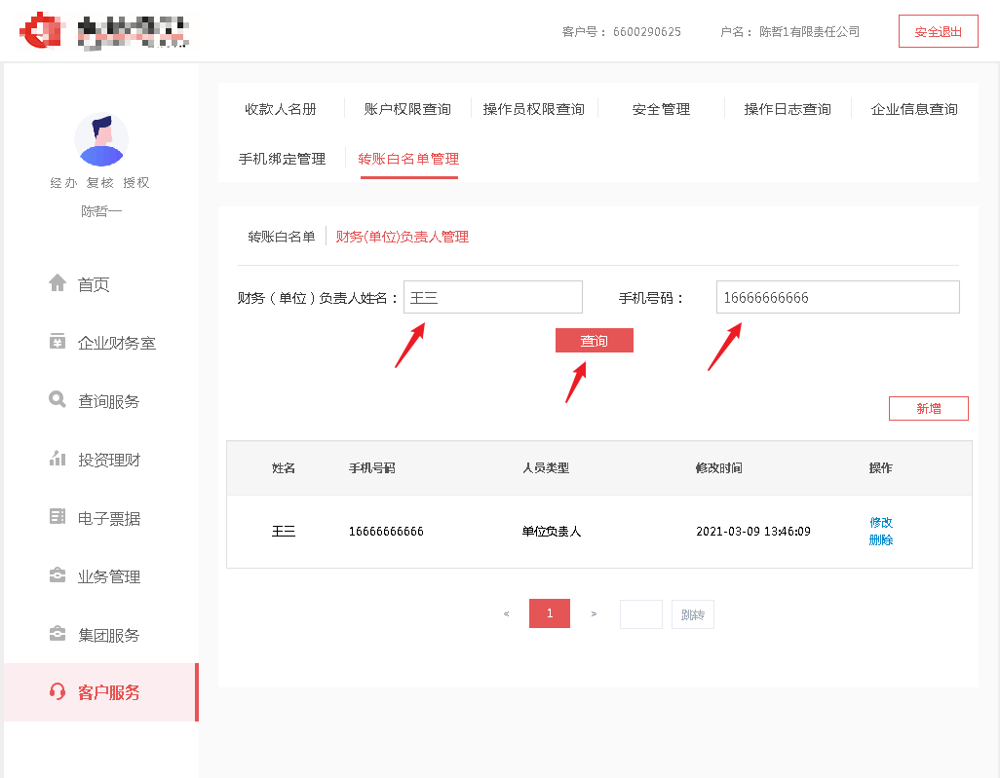 客户号： 6600290625 户名： 陈哲1有限责任公司 安全退出
收款人名册 账户权限查询 操作员权限查询 安全管理 操作日志查询 企业信息查询
手机绑定管理 转账白名单管理
经办 复核 授权
陈哲一
首页
企业财务室
查询服务
投资理财
电子票据
业务管理
集团服务
客户服务
转账白名单 财务(单位)负责人管理
财务（单位）负责人姓名： 王三 手机号码： 16666666666
查询
新增
姓名 手机号码 人员类型 修改时间 操作
王三 16666666666 单位负责人 2021-03-09 13:46:09 修改
删除
< 1 > 跳转